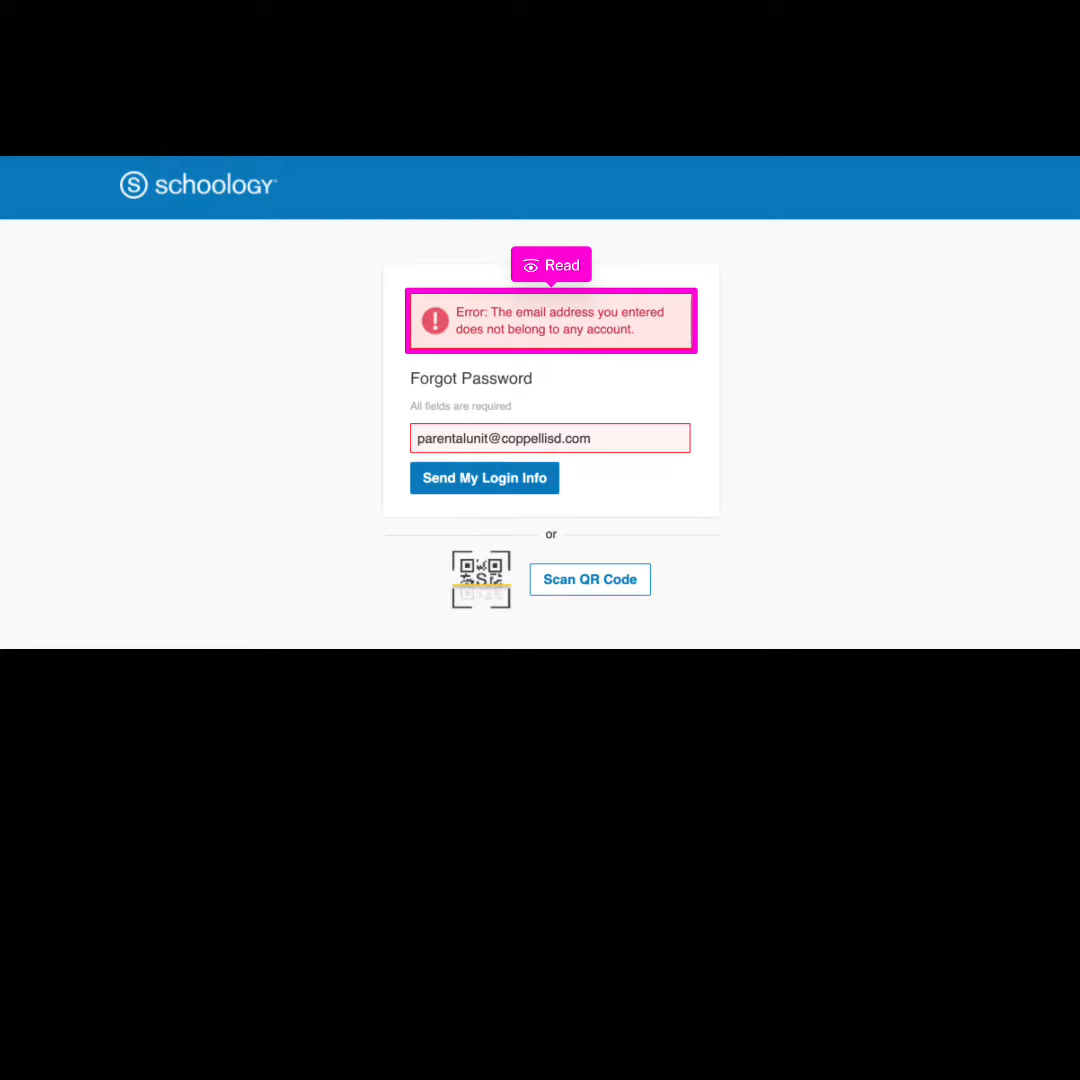 schoology
Read
Error: The email address you entered
does not belong to any account.
Forgot Password
All fields are required
parentalunit@coppellisd.com
Send My Login Info
or
Scan QR Code